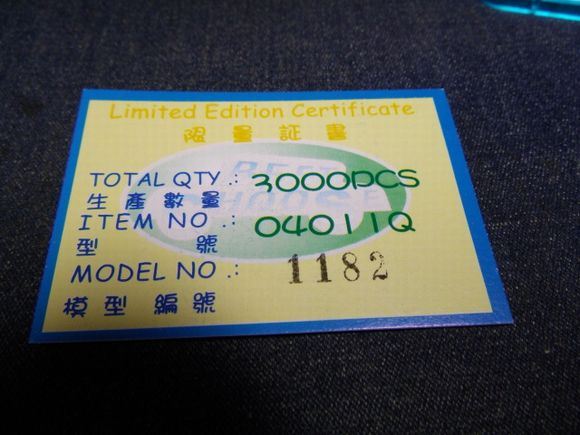 Limited Edition Certificate
限量証書
TOTAL QTY .: 3000PCS
生產數量
ITEM NO .: 04011Q
型號
MODEL NO .: 1182
模型編號